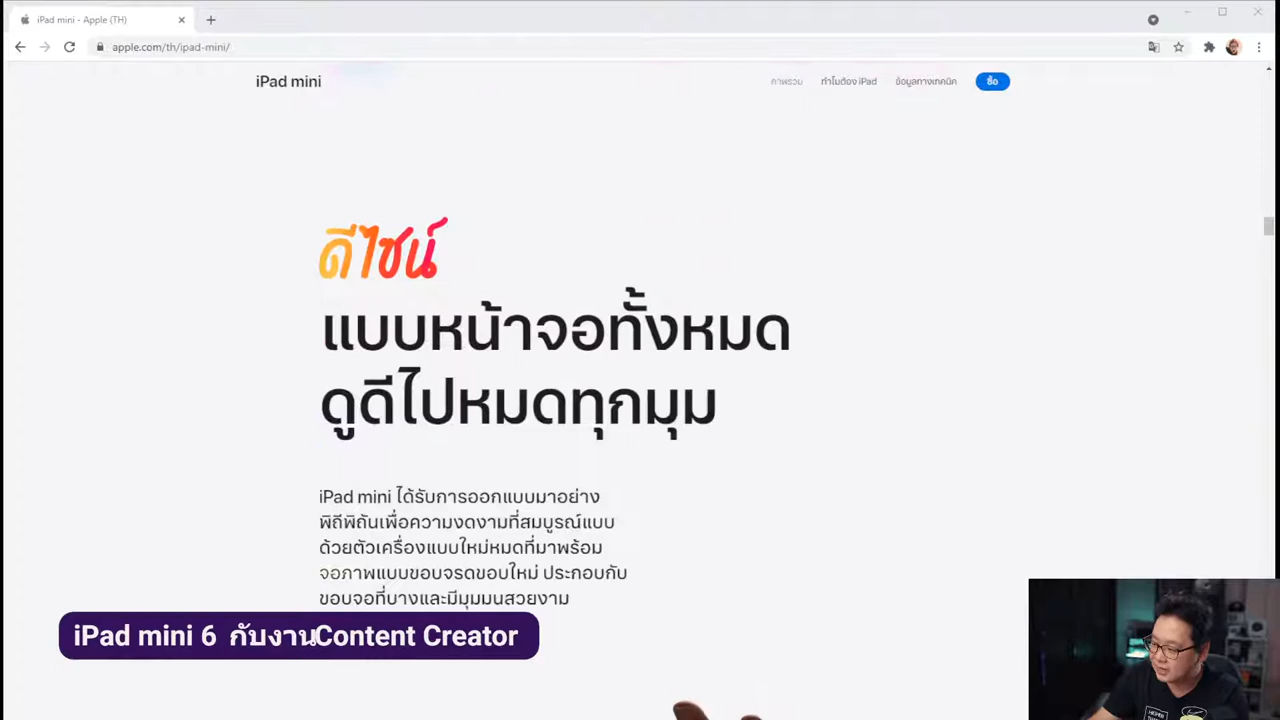 iPad mini - Apple (TH)
apple.com/th/ipad-mini/
iPad mini
ภาพรวม
ทำไมต้อง iPad
ข้อมูลทางเทคนิค
ซื้อ
ดีไซน์
แบบหน้าจอทั้งหมด
ดูดีไปหมดทุกมุม
iPad mini ได้รับการออกแบบมาอย่าง
พิถีพิถันเพื่อความงดงามที่สมบูรณ์แบบ
ด้วยตัวเครื่องแบบใหม่หมดที่มาพร้อม
จอภาพแบบขอบจรดขอบใหม่ ประกอบกับ
ขอบจอที่บางและมีมุมมนสวยงาม
iPad mini 6 กับงานContent Creator